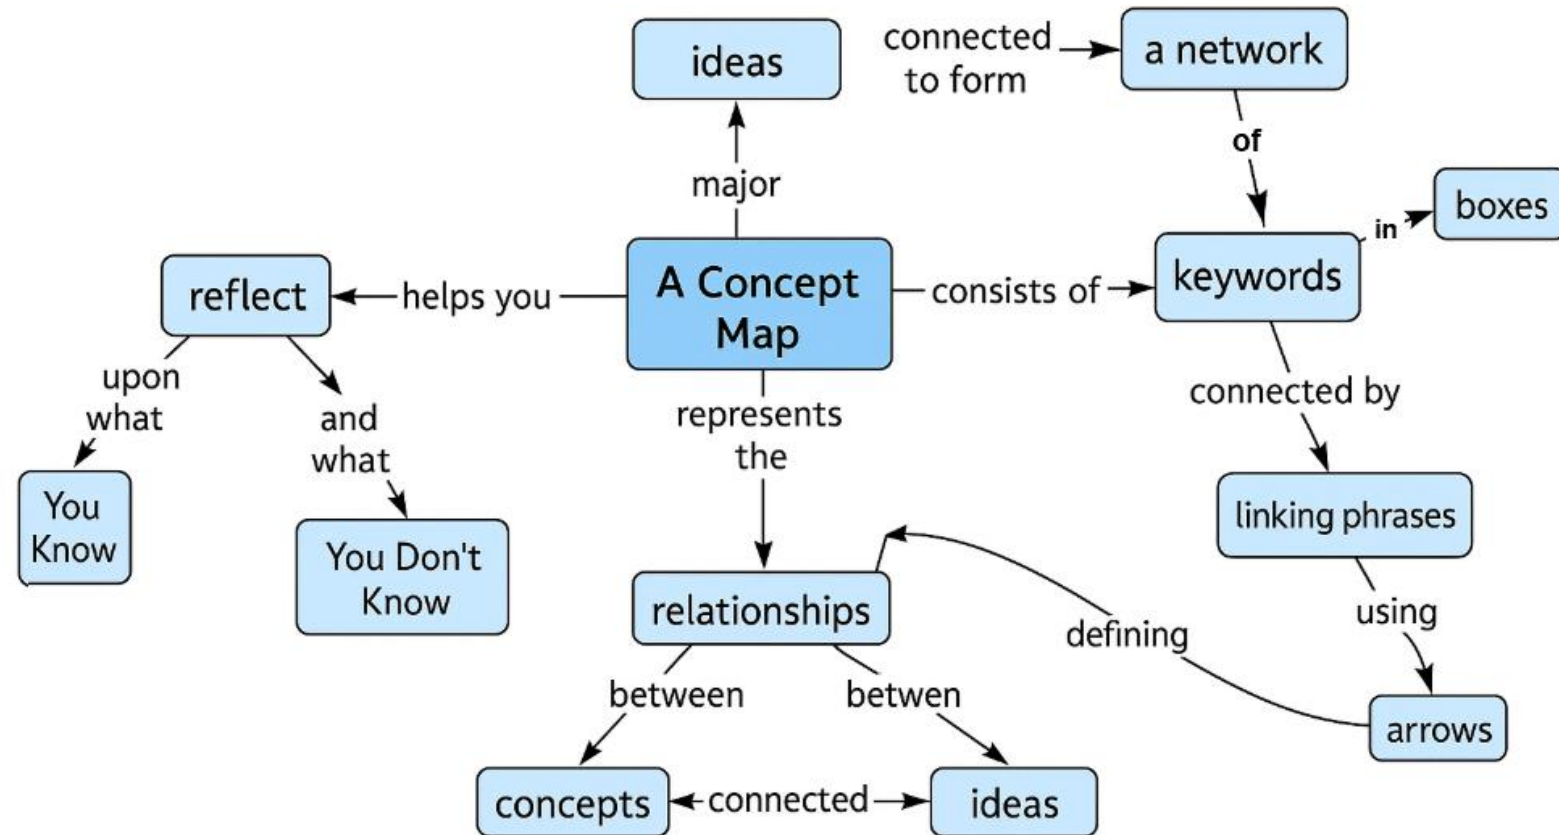 ideas
connected
to form
a network
major
of
in
boxes
reflect
helps you
A Concept
Map
consists of
keywords
upon
what
and
what
represents
the
connected by
You
Know
You Don't
Know
linking phrases
relationships
defining
using
between
betwen
arrows
concepts
connected
ideas